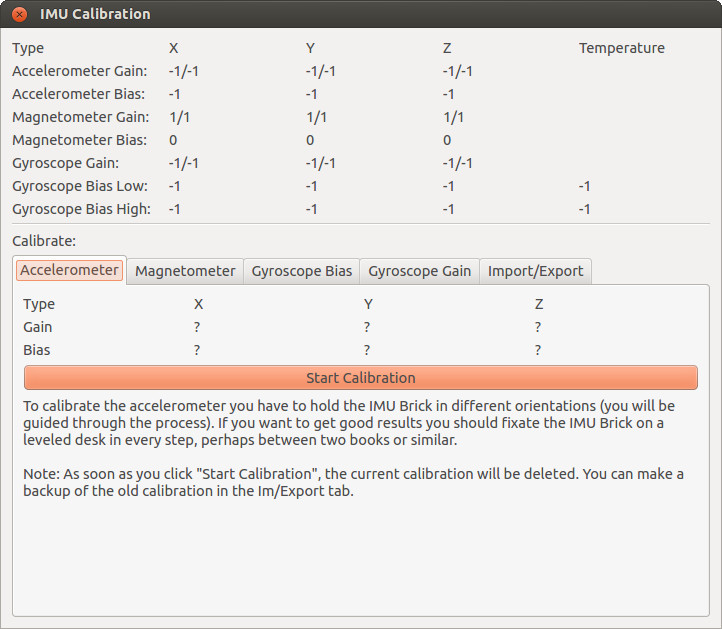 IMU Calibration
Type X Y Z Temperature
Accelerometer Gain: -1/-1 -1/-1 -1/-1
Accelerometer Bias: -1 -1 -1
Magnetometer Gain: 1/1 1/1 1/1
Magnetometer Bias: 0 0 0
Gyroscope Gain: -1/-1 -1/-1 -1/-1
Gyroscope Bias Low: -1 -1 -1 -1
Gyroscope Bias High: -1 -1 -1 -1
Calibrate:
Accelerometer Magnetometer Gyroscope Bias Gyroscope Gain Import/Export
Type X Y Z
Gain ? ? ?
Bias ? ? ?
Start Calibration
To calibrate the accelerometer you have to hold the IMU Brick in different orientations (you will be
guided through the process). If you want to get good results you should fixate the IMU Brick on a
leveled desk in every step, perhaps between two books or similar.
Note: As soon as you click "Start Calibration", the current calibration will be deleted. You can make a
backup of the old calibration in the Im/Export tab.